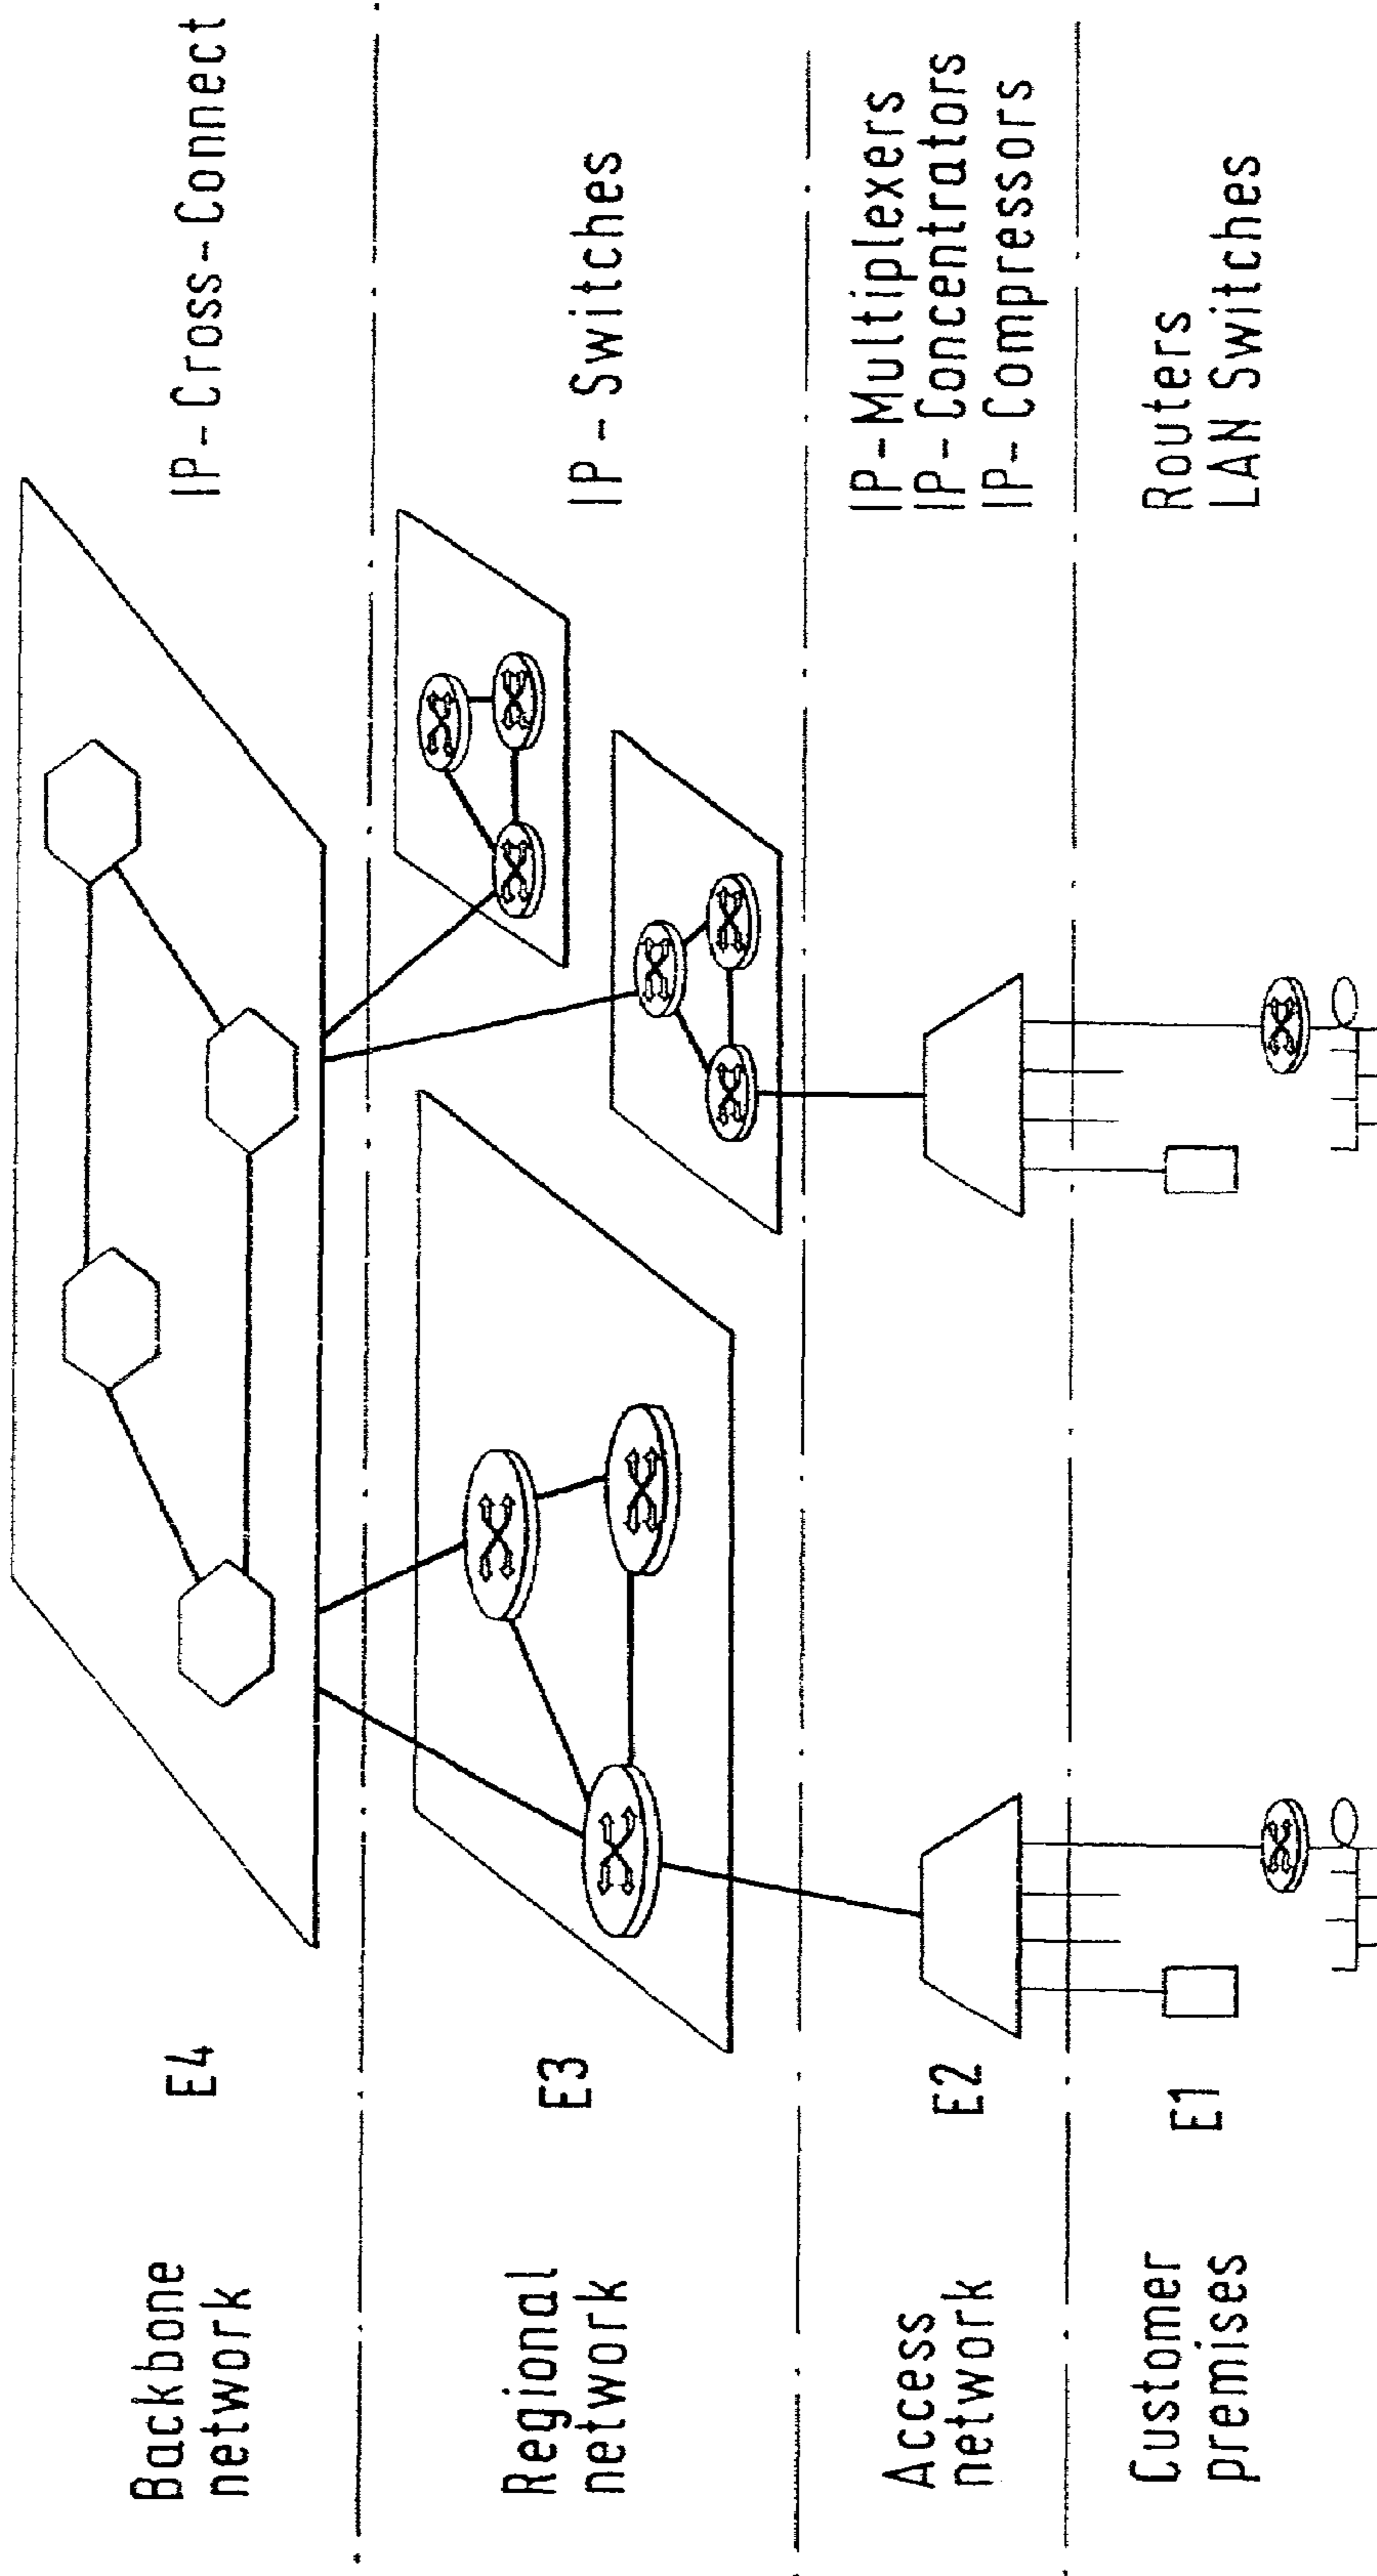 Backbone
network
E4
IP-Cross-Connect
Regional
network
E3
IP-Switches
Access
network
E2
IP-Multiplexers
IP-Concentrators
IP-Compressors
Customer
premises
E1
Routers
LAN Switches